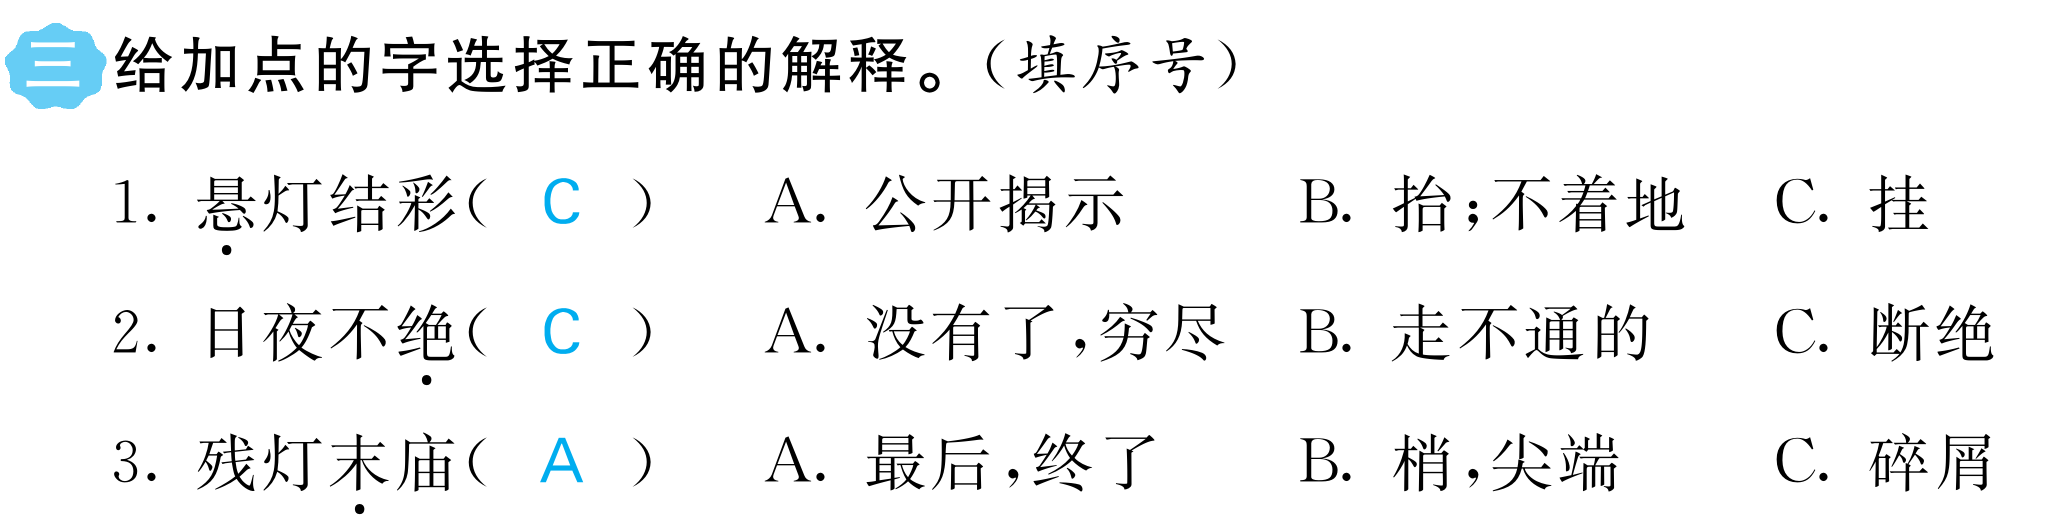 三 给加点的字选择正确的解释。（填序号）
1. 悬灯结彩（ C ） A. 公开揭示 B. 抬；不着地 C. 挂
2. 日夜不绝（ C ） A. 没有了，穷尽 B. 走不通的 C. 断绝
3. 残灯末庙（ A ） A. 最后，终了 B. 梢，尖端 C. 碎屑